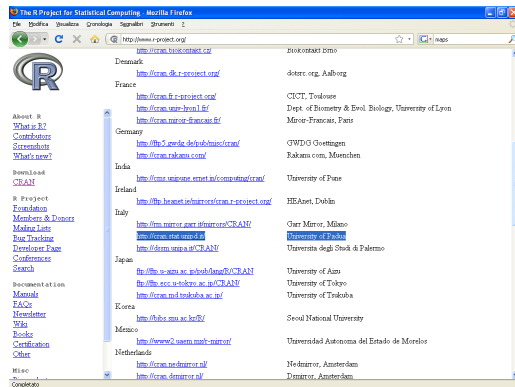 The R Project for Statistical Computing - Mozilla Firefox
File Modifica Visualizza Cronologia Segnalibri Strumenti ?
http://www.r-project.org/
maps
R
About R
What is R?
Contributors
Screenshots
What's new?
Download
CRAN
R Project
Foundation
Members & Donors
Mailing Lists
Bug Tracking
Developer Page
Conferences
Search
Documentation
Manuals
FAQs
Newsletter
Wiki
Books
Certification
Other
Misc
http://cran.biokontakt.cz/ Biokontakt Brno
Denmark
http://cran.dk.r-project.org/ dotsrc.org, Aalborg
France
http://cran.fr.r-project.org/ CICT, Toulouse
http://cran.univ-lyon1.fr/ Dept. of Biometry & Evol. Biology, University of Lyon
http://cran.miroir-francais.fr/ Miroir-Francais, Paris
Germany
http://ftp5.gwdg.de/pub/misc/cran/ GWDG Goettingen
http://cran.rakanu.com/ Rakanu.com, Muenchen
India
http://cms.unipune.ernet.in/computing/cran/ University of Pune
Ireland
http://ftp.heanet.ie/mirrors/cran.r-project.org/ HEAnet, Dublin
Italy
http://rm.mirror.garr.it/mirrors/CRAN/ Garr Mirror, Milano
http://cran.stat.unipd.it/ University of Padua
http://dssm.unipa.it/CRAN/ Universita degli Studi di Palermo
Japan
ftp://ftp.u-aizu.ac.jp/pub/lang/R/CRAN University of Aizu
ftp://ftp.ecc.u-tokyo.ac.jp/CRAN/ University of Tokyo
http://cran.md.tsukuba.ac.jp/ University of Tsukuba
Korea
http://bibs.snu.ac.kr/R/ Seoul National University
Mexico
http://www2.uaem.mx/r-mirror/ Universidad Autonoma del Estado de Morelos
Netherlands
http://cran.nedmirror.nl/ Nedmirror, Amsterdam
http://cran.dsmirror.nl/ Dsmirror, Amsterdam
Completato